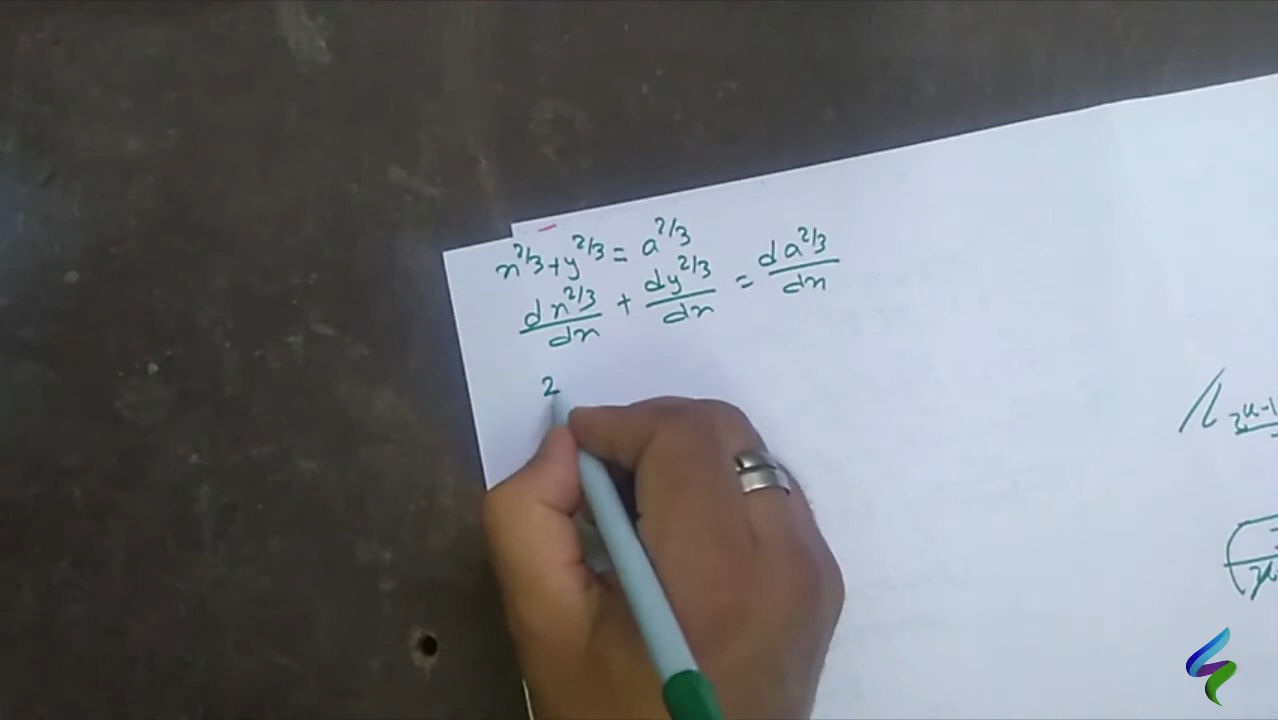 x^2/3 + y^2/3 = a^2/3
dx^2/3/dx + dy^2/3/dx = da^2/3/dx
2